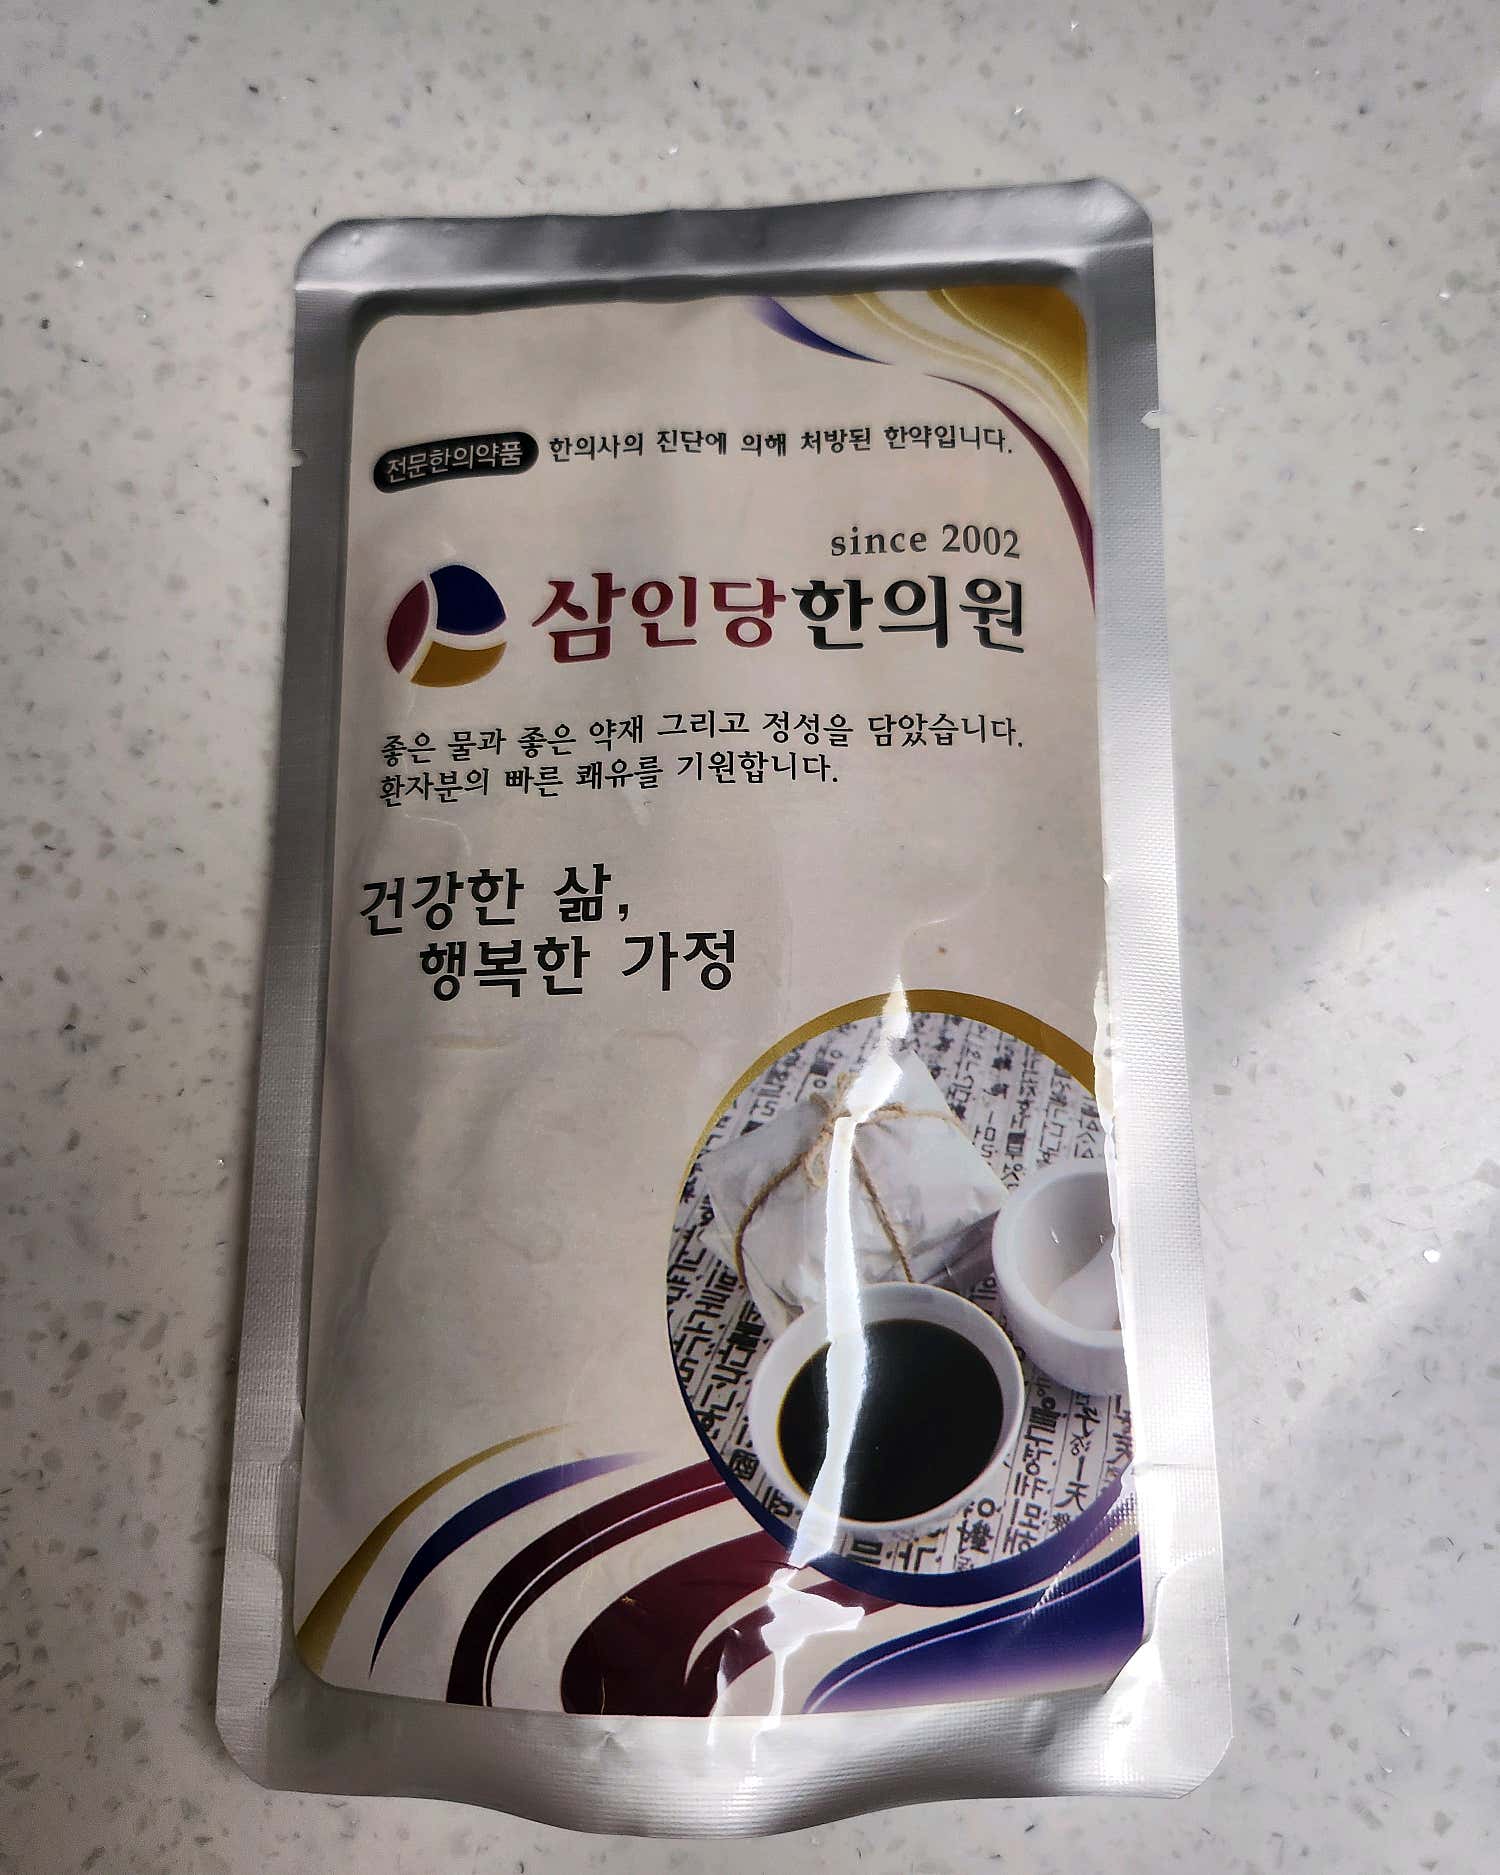 전문한의약품 한의사의 진단에 의해 처방된 한약입니다.
since 2002
삼인당한의원
좋은 물과 좋은 약재 그리고 정성을 담았습니다.
환자분의 빠른 쾌유를 기원합니다.
건강한 삶,
행복한 가정